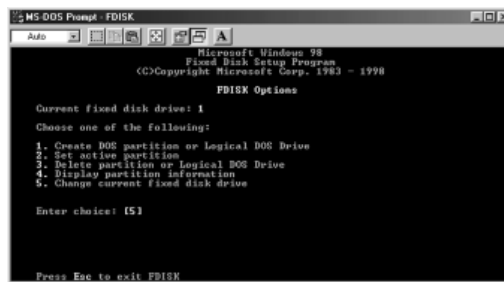 MS-DOS Prompt - FDISK
Auto
Microsoft Windows 98
Fixed Disk Setup Program
(C)Copyright Microsoft Corp. 1983 - 1998
FDISK Options
Current fixed disk drive: 1
Choose one of the following:
1. Create DOS partition or Logical DOS Drive
2. Set active partition
3. Delete partition or Logical DOS Drive
4. Display partition information
5. Change current fixed disk drive
Enter choice: [5]
Press Esc to exit FDISK